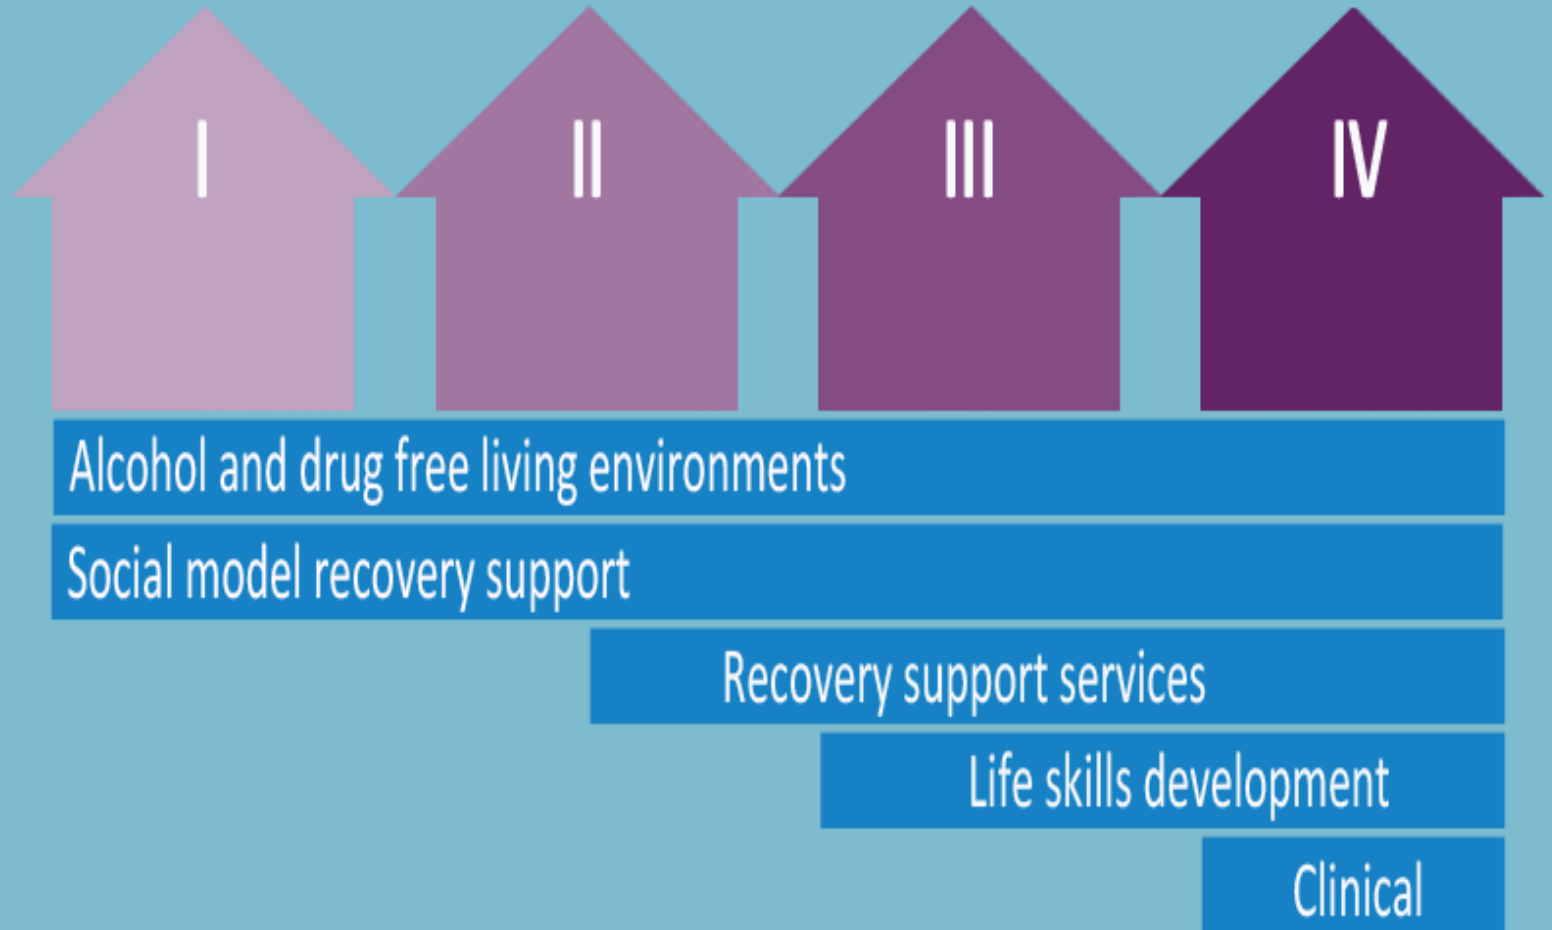 I II III IV
Alcohol and drug free living environments
Social model recovery support
Recovery support services
Life skills development
Clinical